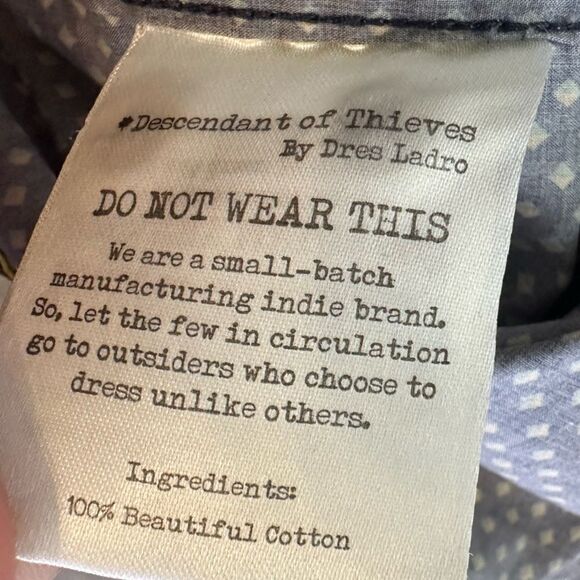 #Descendant of Thieves
By Dres Ladro
DO NOT WEAR THIS
We are a small-batch
manufacturing indie brand.
So, let the few in circulation
go to outsiders who choose to
dress unlike others.
Ingredients:
100% Beautiful Cotton